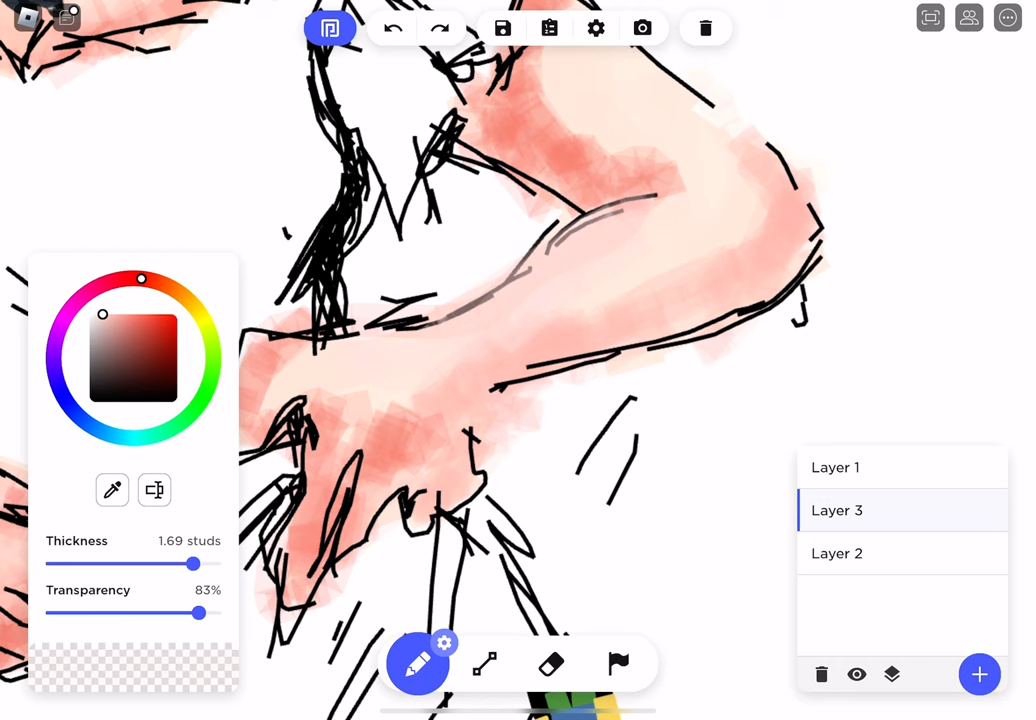 Thickness 1.69 studs
Transparency 83%
Layer 1
Layer 3
Layer 2